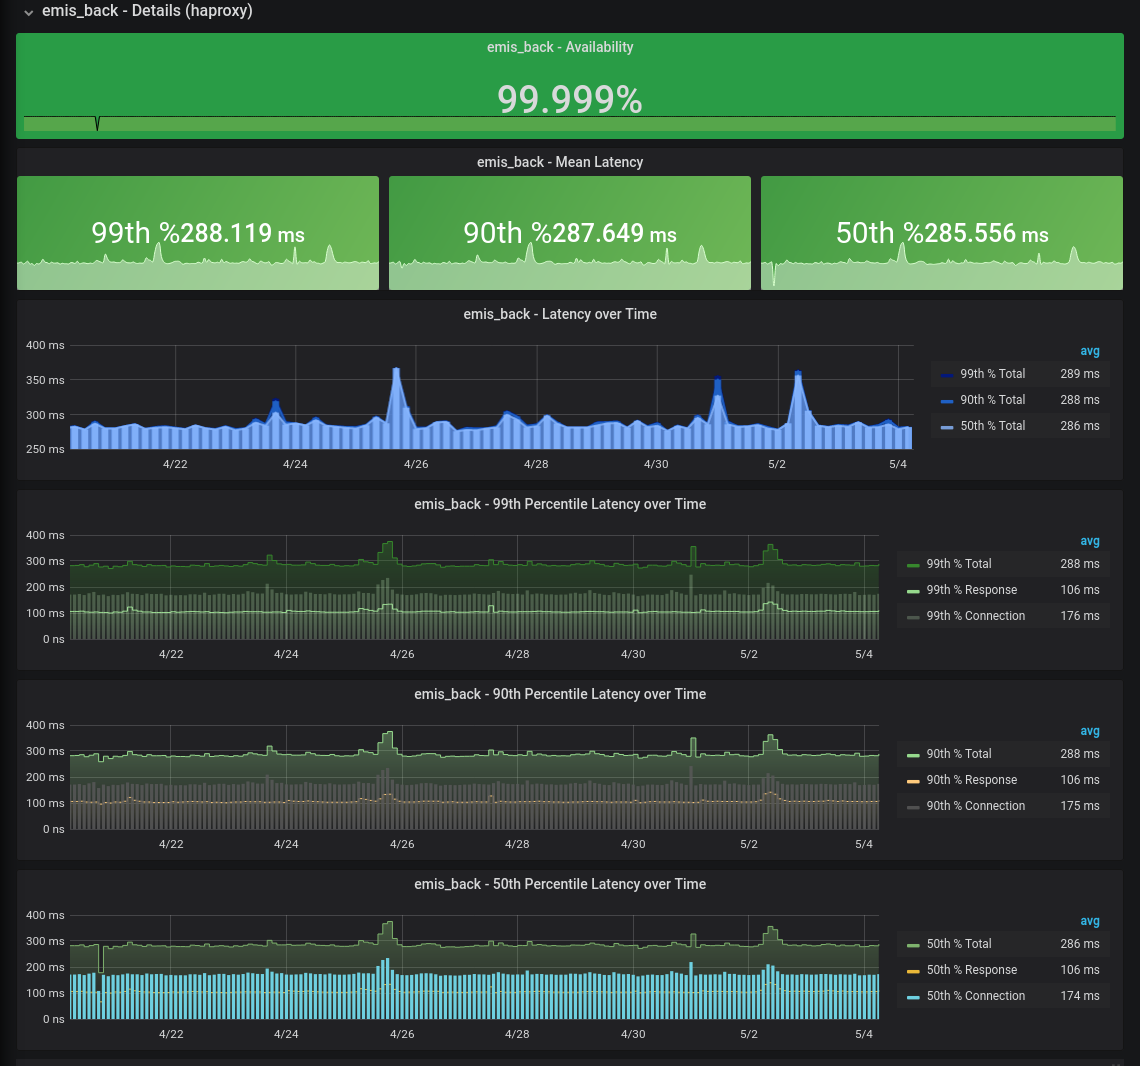 emis_back - Details (haproxy)
emis_back - Availability
99.999%
emis_back - Mean Latency
99th %288.119 ms
90th %287.649 ms
50th %285.556 ms
emis_back - Latency over Time
400 ms
350 ms
300 ms
250 ms
4/22 4/24 4/26 4/28 4/30 5/2 5/4
avg
99th % Total 289 ms
90th % Total 288 ms
50th % Total 286 ms
emis_back - 99th Percentile Latency over Time
400 ms
300 ms
200 ms
100 ms
0 ns
4/22 4/24 4/26 4/28 4/30 5/2 5/4
avg
99th % Total 288 ms
99th % Response 106 ms
99th % Connection 176 ms
emis_back - 90th Percentile Latency over Time
400 ms
300 ms
200 ms
100 ms
0 ns
4/22 4/24 4/26 4/28 4/30 5/2 5/4
avg
90th % Total 288 ms
90th % Response 106 ms
90th % Connection 175 ms
emis_back - 50th Percentile Latency over Time
400 ms
300 ms
200 ms
100 ms
0 ns
4/22 4/24 4/26 4/28 4/30 5/2 5/4
avg
50th % Total 286 ms
50th % Response 106 ms
50th % Connection 174 ms